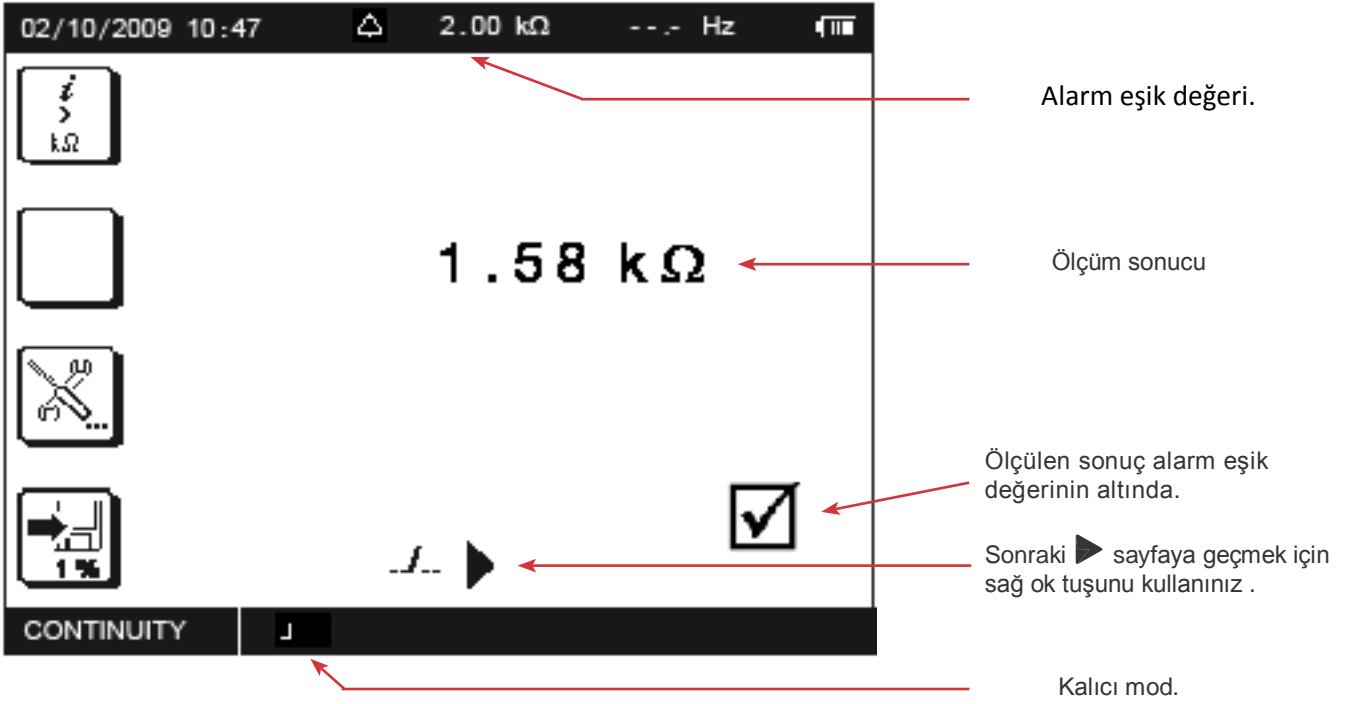 02/10/2009 10:47 2.00 kΩ --.- Hz
Alarm eşik değeri.
i
>
kΩ
1.58 kΩ
Ölçüm sonucu
...
Ölçülen sonuç alarm eşik
değerinin altında.
1 %
--/-- ▶
Sonraki ▶ sayfaya geçmek için
sağ ok tuşunu kullanınız .
CONTINUITY
Kalıcı mod.